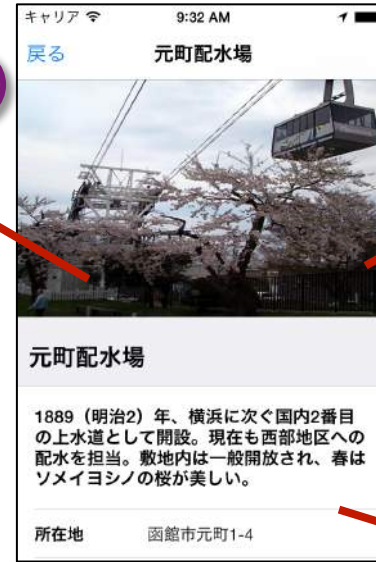 キャリア 9:32 AM
戻る 元町配水場
元町配水場
1889（明治2）年、横浜に次ぐ国内2番目
の上水道として開設。現在も西部地区への
配水を担当。敷地内は一般開放され、春は
ソメイヨシノの桜が美しい。
所在地 函館市元町1-4